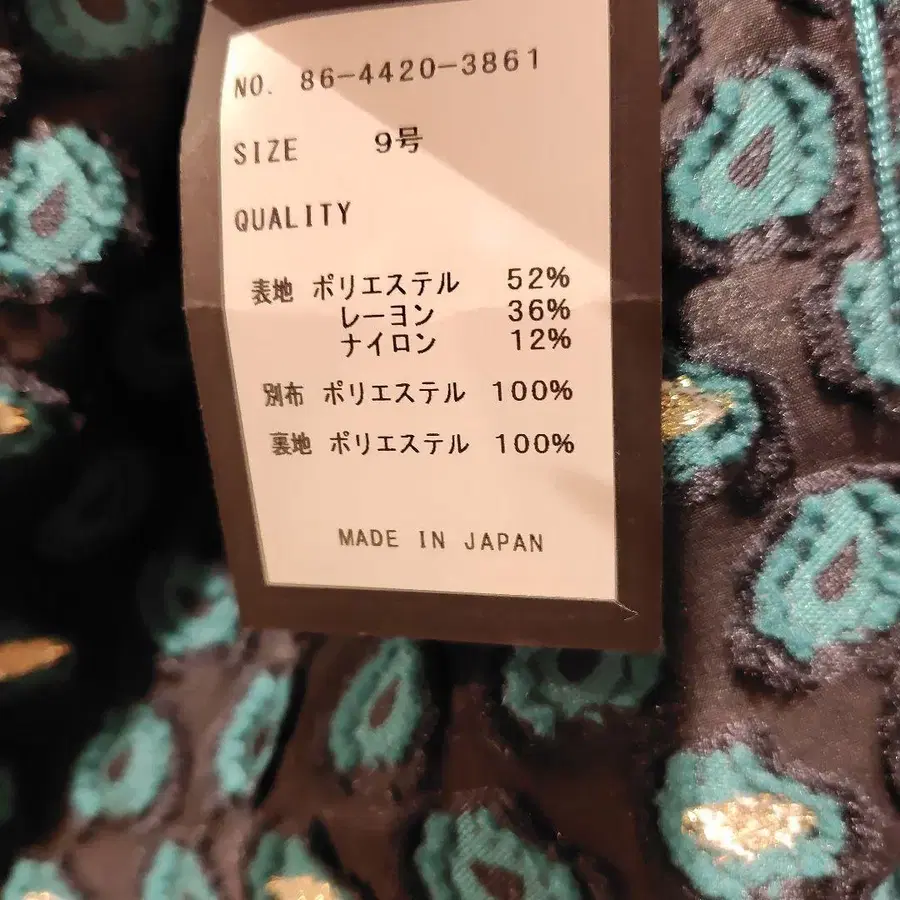 NO. 86-4420-3861
SIZE 9号
QUALITY
表地 ポリエステル 52%
レーヨン 36%
ナイロン 12%
別布 ポリエステル 100%
裏地 ポリエステル 100%
MADE IN JAPAN